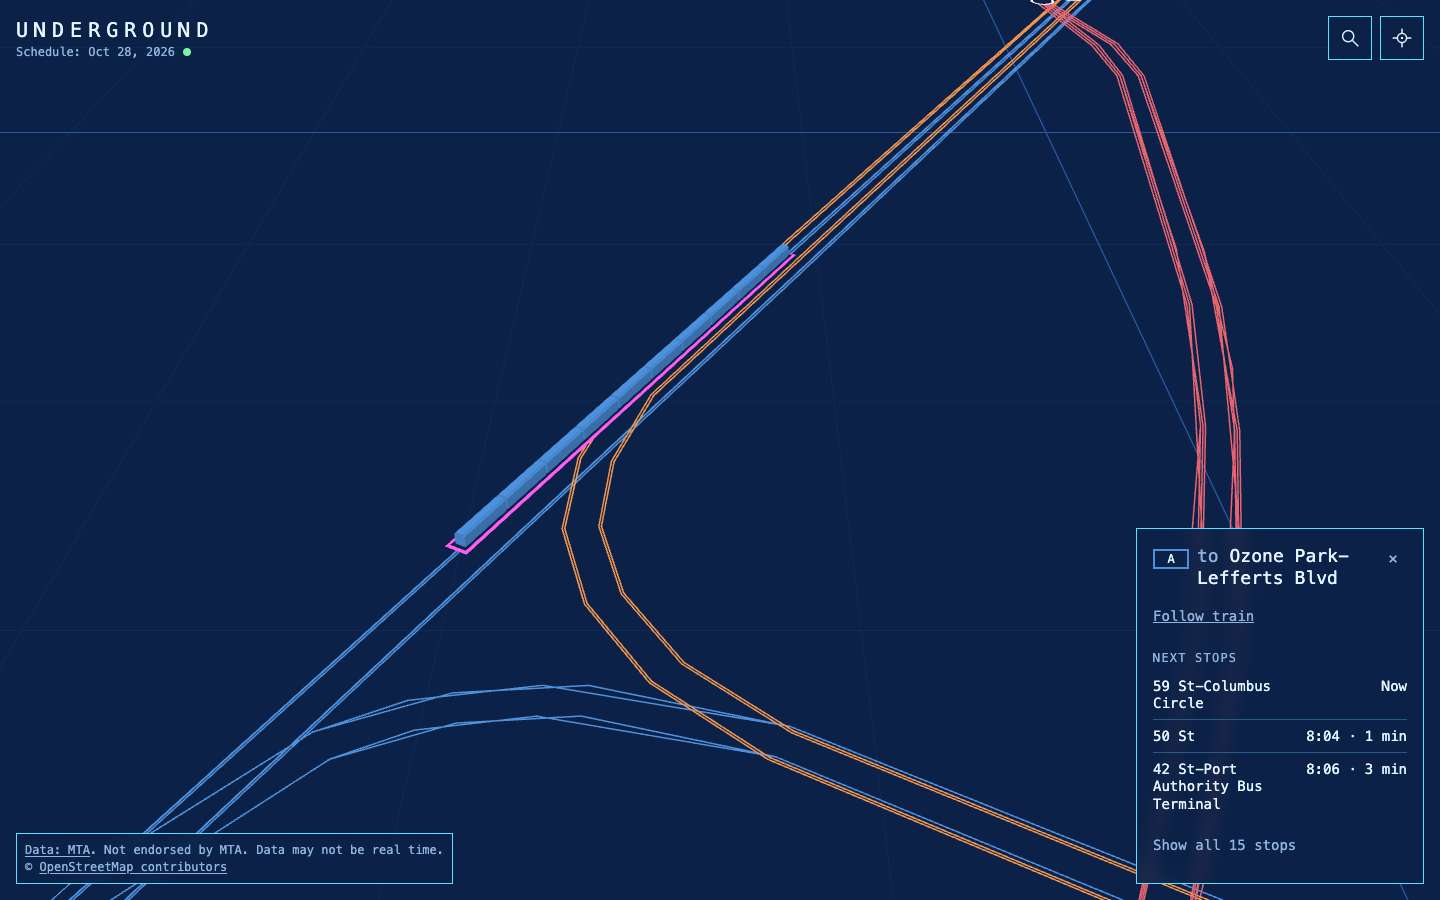 UNDERGROUND
Schedule: Oct 28, 2026
A to Ozone Park–
Lefferts Blvd
×
Follow train
NEXT STOPS
59 St–Columbus Now
Circle
50 St 8:04 · 1 min
42 St–Port 8:06 · 3 min
Authority Bus
Terminal
Show all 15 stops
Data: MTA. Not endorsed by MTA. Data may not be real time.
© OpenStreetMap contributors